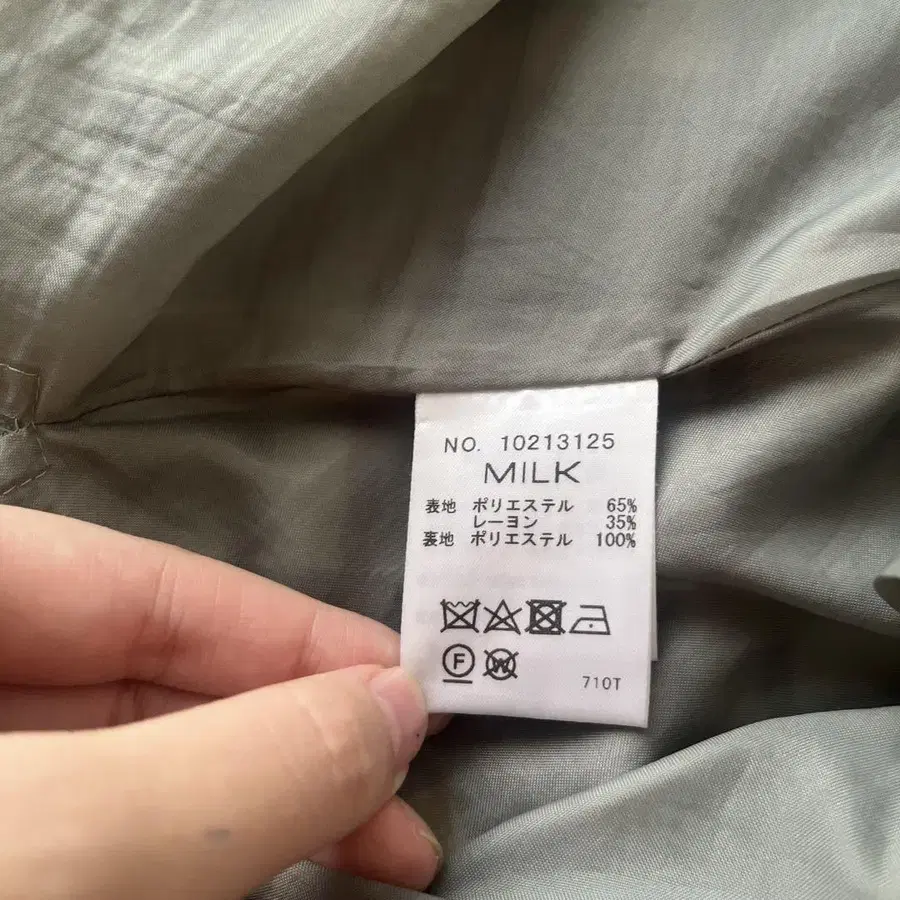 NO. 10213125
MILK
表地 ポリエステル 65%
レーヨン 35%
裏地 ポリエステル 100%
F W
710T